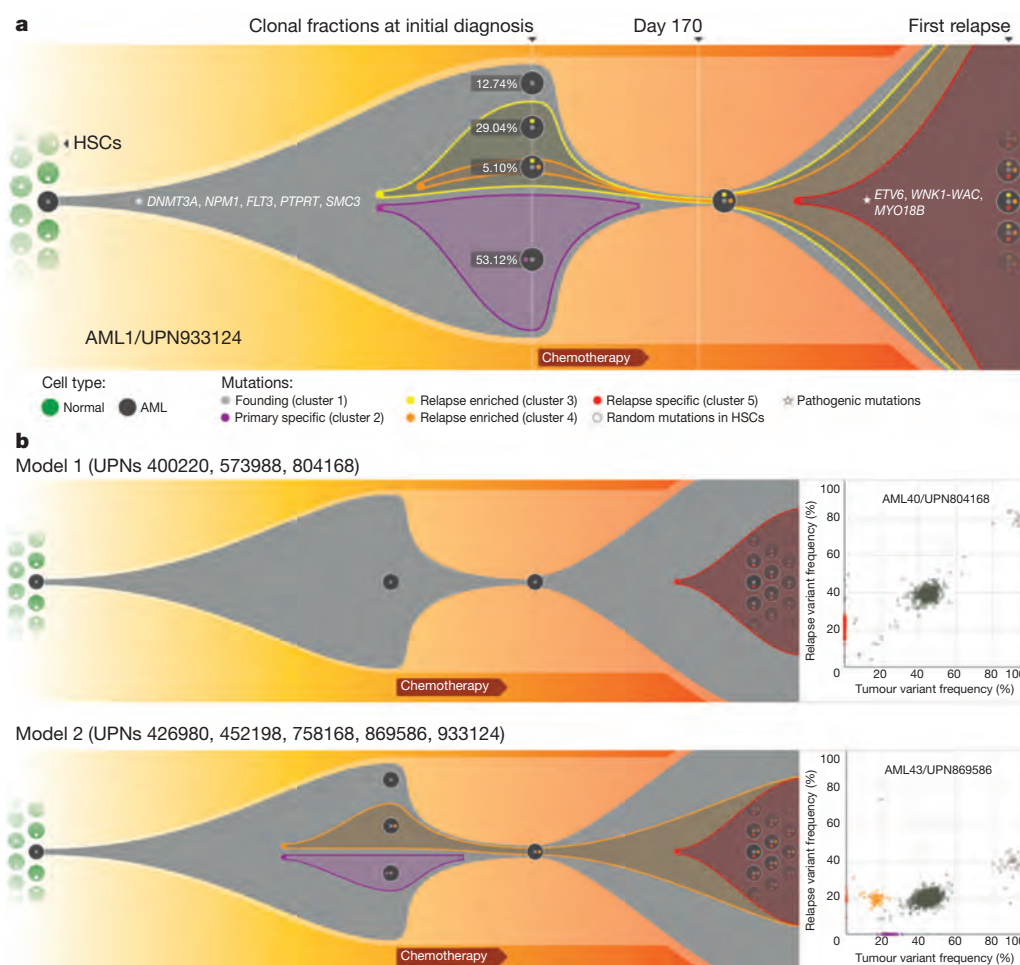 a
Clonal fractions at initial diagnosis
Day 170
First relapse
12.74%
29.04%
HSCs
5.10%
DNMT3A, NPM1, FLT3, PTPRT, SMC3
ETV6, WNK1-WAC,
MYO18B
53.12%
AML1/UPN933124
Chemotherapy
Cell type:
Normal
AML
Mutations:
Founding (cluster 1)
Primary specific (cluster 2)
Relapse enriched (cluster 3)
Relapse enriched (cluster 4)
Relapse specific (cluster 5)
Random mutations in HSCs
Pathogenic mutations
b
Model 1 (UPNs 400220, 573988, 804168)
Chemotherapy
AML40/UPN804168
Relapse variant frequency (%)
100
80
60
40
20
0
0 20 40 60 80 100
Tumour variant frequency (%)
Model 2 (UPNs 426980, 452198, 758168, 869586, 933124)
Chemotherapy
AML43/UPN869586
Relapse variant frequency (%)
100
80
60
40
20
0
20 40 60 80 100
Tumour variant frequency (%)